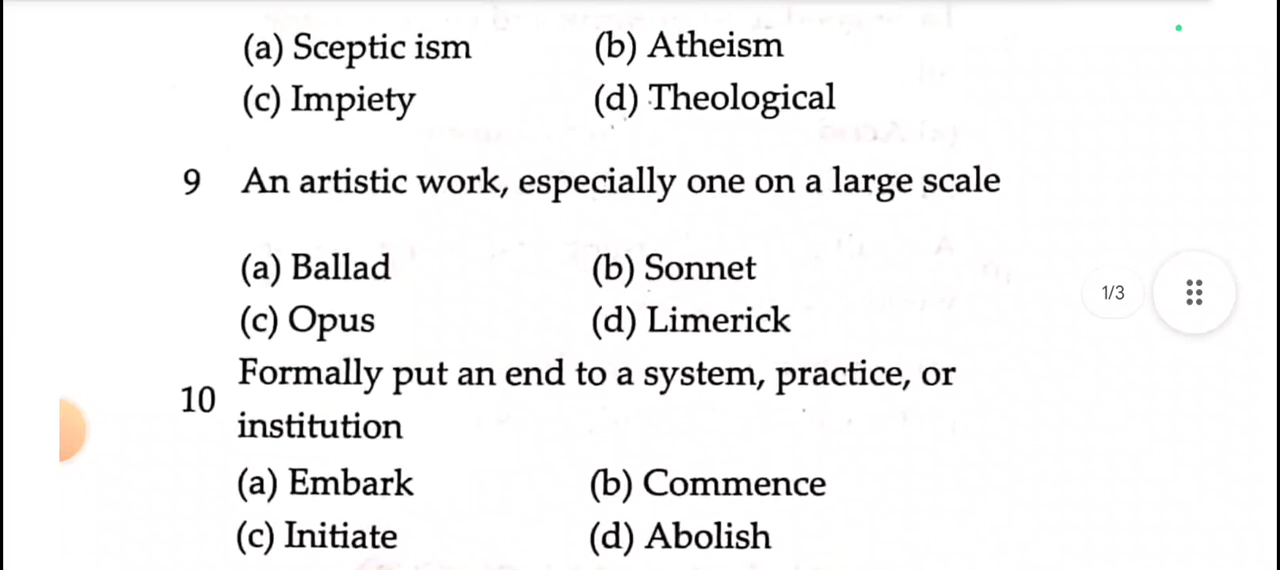 (a) Sceptic ism (b) Atheism
(c) Impiety (d) Theological
9 An artistic work, especially one on a large scale
(a) Ballad (b) Sonnet
1/3
(c) Opus (d) Limerick
10 Formally put an end to a system, practice, or
institution
(a) Embark (b) Commence
(c) Initiate (d) Abolish